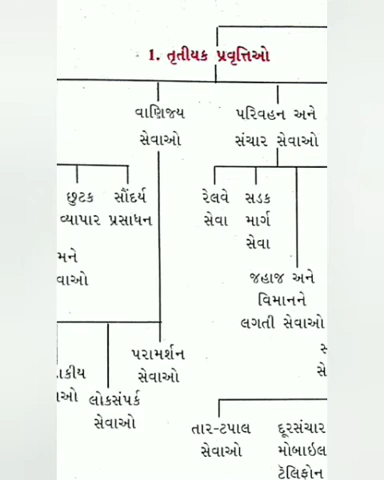 1. તૃતીયક પ્રવૃત્તિઓ
વાણિજ્ય
સેવાઓ
પરિવહન અને
સંચાર સેવાઓ
છુટક
વ્યાપાર
સૌંદર્ય
પ્રસાધન
રેલવે
સેવા
સડક
માર્ગ
સેવા
મને
વાઓ
જહાજ અને
વિમાનને
લગતી સેવાઓ
પરામર્શન
સેવાઓ
ાકીય
ાઓ
લોકસંપર્ક
સેવાઓ
તાર-ટપાલ
સેવાઓ
દૂરસંચાર
મોબાઇલ
ટૅલિફોન